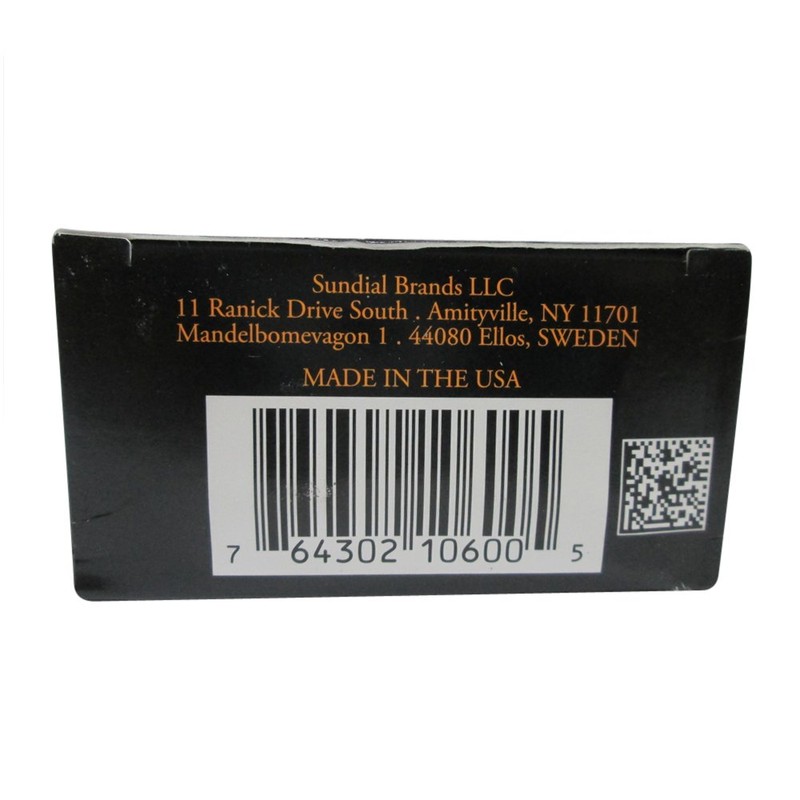 Sundial Brands LLC
11 Ranick Drive South . Amityville, NY 11701
Mandelbomevagon 1 . 44080 Ellos, SWEDEN
MADE IN THE USA
7 64302 10600 5